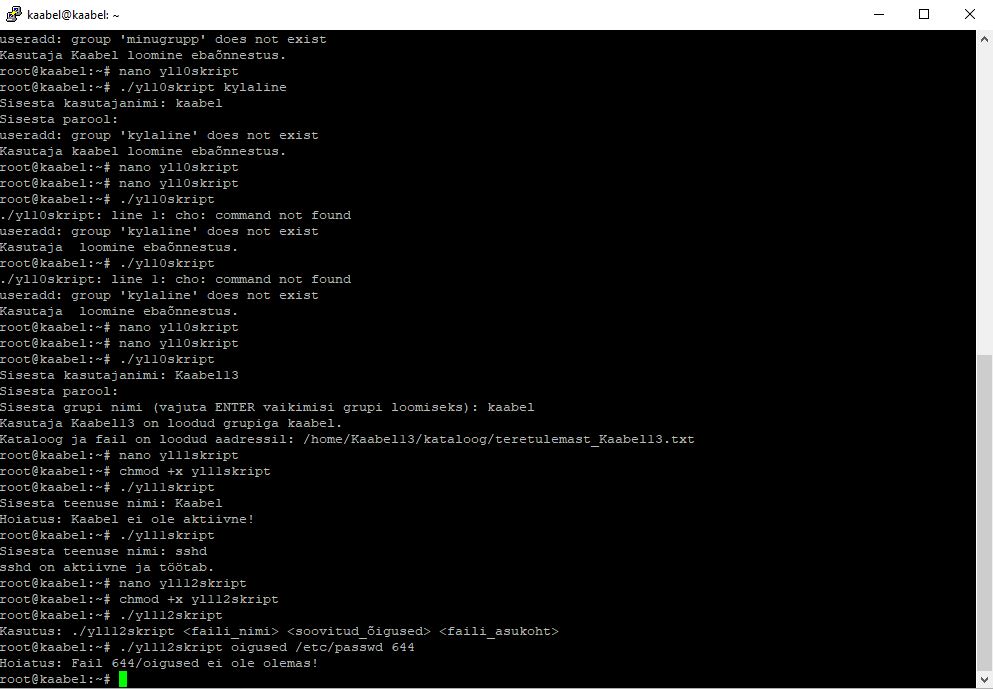 kaabel@kaabel: ~
useradd: group 'minugrupp' does not exist
Kasutaja Kaabel loomine ebaõnnestus.
root@kaabel:~# nano yl10skript
root@kaabel:~# ./yl10skript kylaline
Sisesta kasutajanimi: kaabel
Sisesta parool:
useradd: group 'kylaline' does not exist
Kasutaja kaabel loomine ebaõnnestus.
root@kaabel:~# nano yl10skript
root@kaabel:~# nano yl10skript
root@kaabel:~# ./yl10skript
./yl10skript: line 1: cho: command not found
useradd: group 'kylaline' does not exist
Kasutaja  loomine ebaõnnestus.
root@kaabel:~# ./yl10skript
./yl10skript: line 1: cho: command not found
useradd: group 'kylaline' does not exist
Kasutaja  loomine ebaõnnestus.
root@kaabel:~# nano yl10skript
root@kaabel:~# nano yl10skript
root@kaabel:~# ./yl10skript
Sisesta kasutajanimi: Kaabel13
Sisesta parool:
Sisesta grupi nimi (vajuta ENTER vaikimisi grupi loomiseks): kaabel
Kasutaja Kaabel13 on loodud grupiga kaabel.
Kataloog ja fail on loodud aadressil: /home/Kaabel13/kataloog/teretulemast_Kaabel13.txt
root@kaabel:~# nano yl11skript
root@kaabel:~# chmod +x yl11skript
root@kaabel:~# ./yl11skript
Sisesta teenuse nimi: Kaabel
Hoiatus: Kaabel ei ole aktiivne!
root@kaabel:~# ./yl11skript
Sisesta teenuse nimi: sshd
sshd on aktiivne ja töötab.
root@kaabel:~# nano yl112skript
root@kaabel:~# chmod +x yl112skript
root@kaabel:~# ./yl112skript
Kasutus: ./yl112skript <faili_nimi> <soovitud_õigused> <faili_asukoht>
root@kaabel:~# ./yl112skript oigused /etc/passwd 644
Hoiatus: Fail 644/oigused ei ole olemas!
root@kaabel:~#